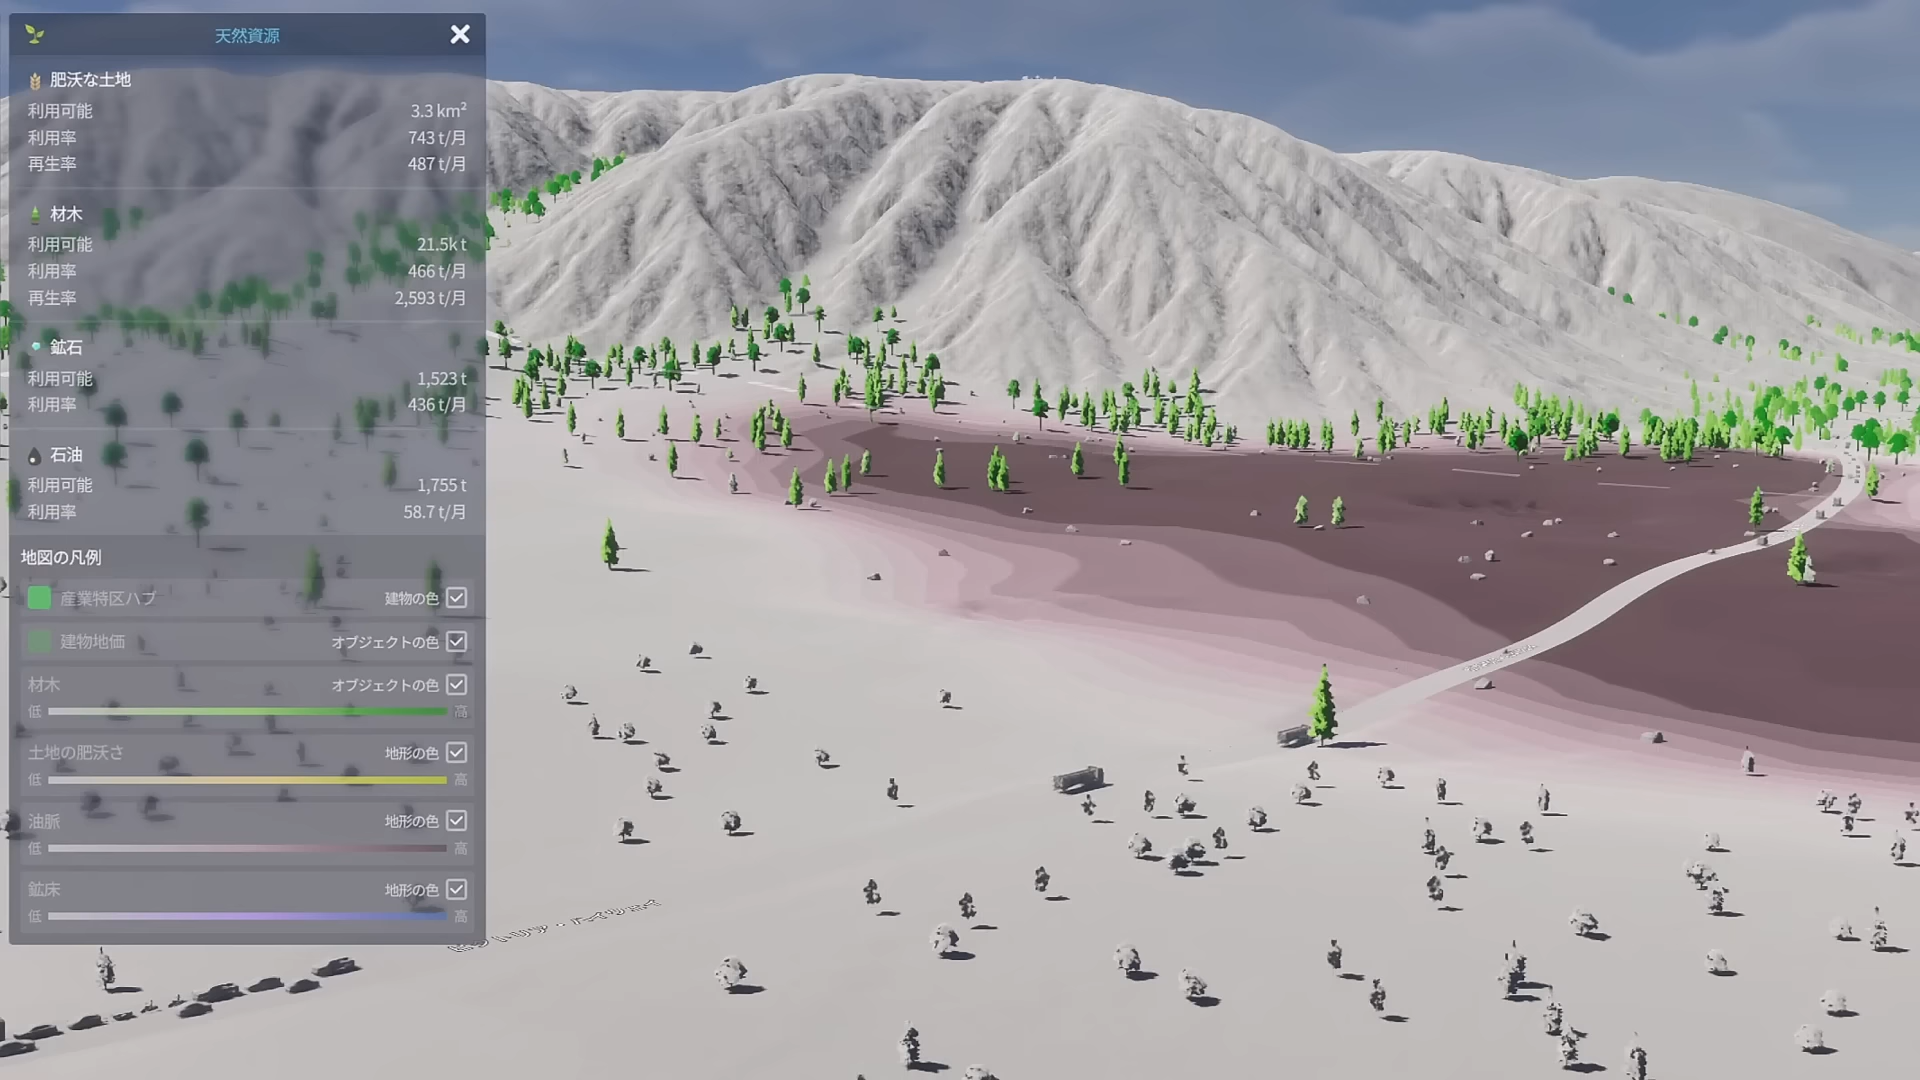 天然資源
肥沃な土地
利用可能 3.3 km²
利用率 743 t/月
再生率 487 t/月
材木
利用可能 21.5k t
利用率 466 t/月
再生率 2,593 t/月
鉱石
利用可能 1,523 t
利用率 436 t/月
石油
利用可能 1,755 t
利用率 58.7 t/月
地図の凡例
産業特区ハブ 建物の色
建物地価 オブジェクトの色
材木 オブジェクトの色
低 高
土地の肥沃さ 地形の色
低 高
油脈 地形の色
低 高
鉱床 地形の色
低 高